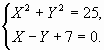 X² + Y² = 25,
X – Y + 7 = 0.